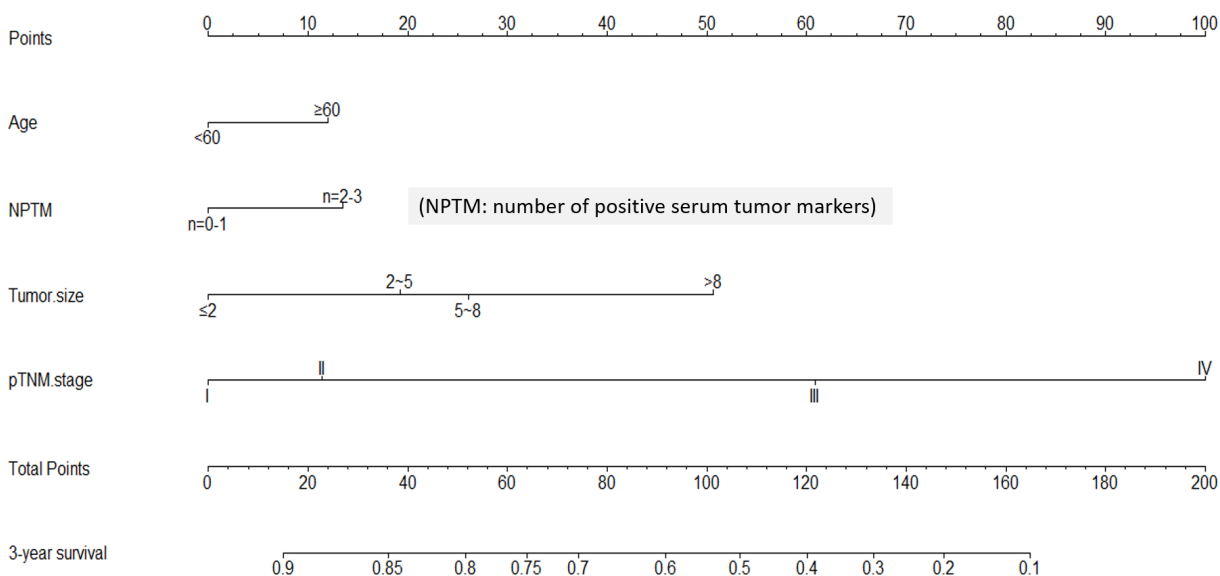 Points
0 10 20 30 40 50 60 70 80 90 100
Age
≥60
<60
NPTM
n=2-3
n=0-1
(NPTM: number of positive serum tumor markers)
Tumor.size
2~5 >8
≤2 5~8
pTNM.stage
II IV
I III
Total Points
0 20 40 60 80 100 120 140 160 180 200
3-year survival
0.9 0.85 0.8 0.75 0.7 0.6 0.5 0.4 0.3 0.2 0.1